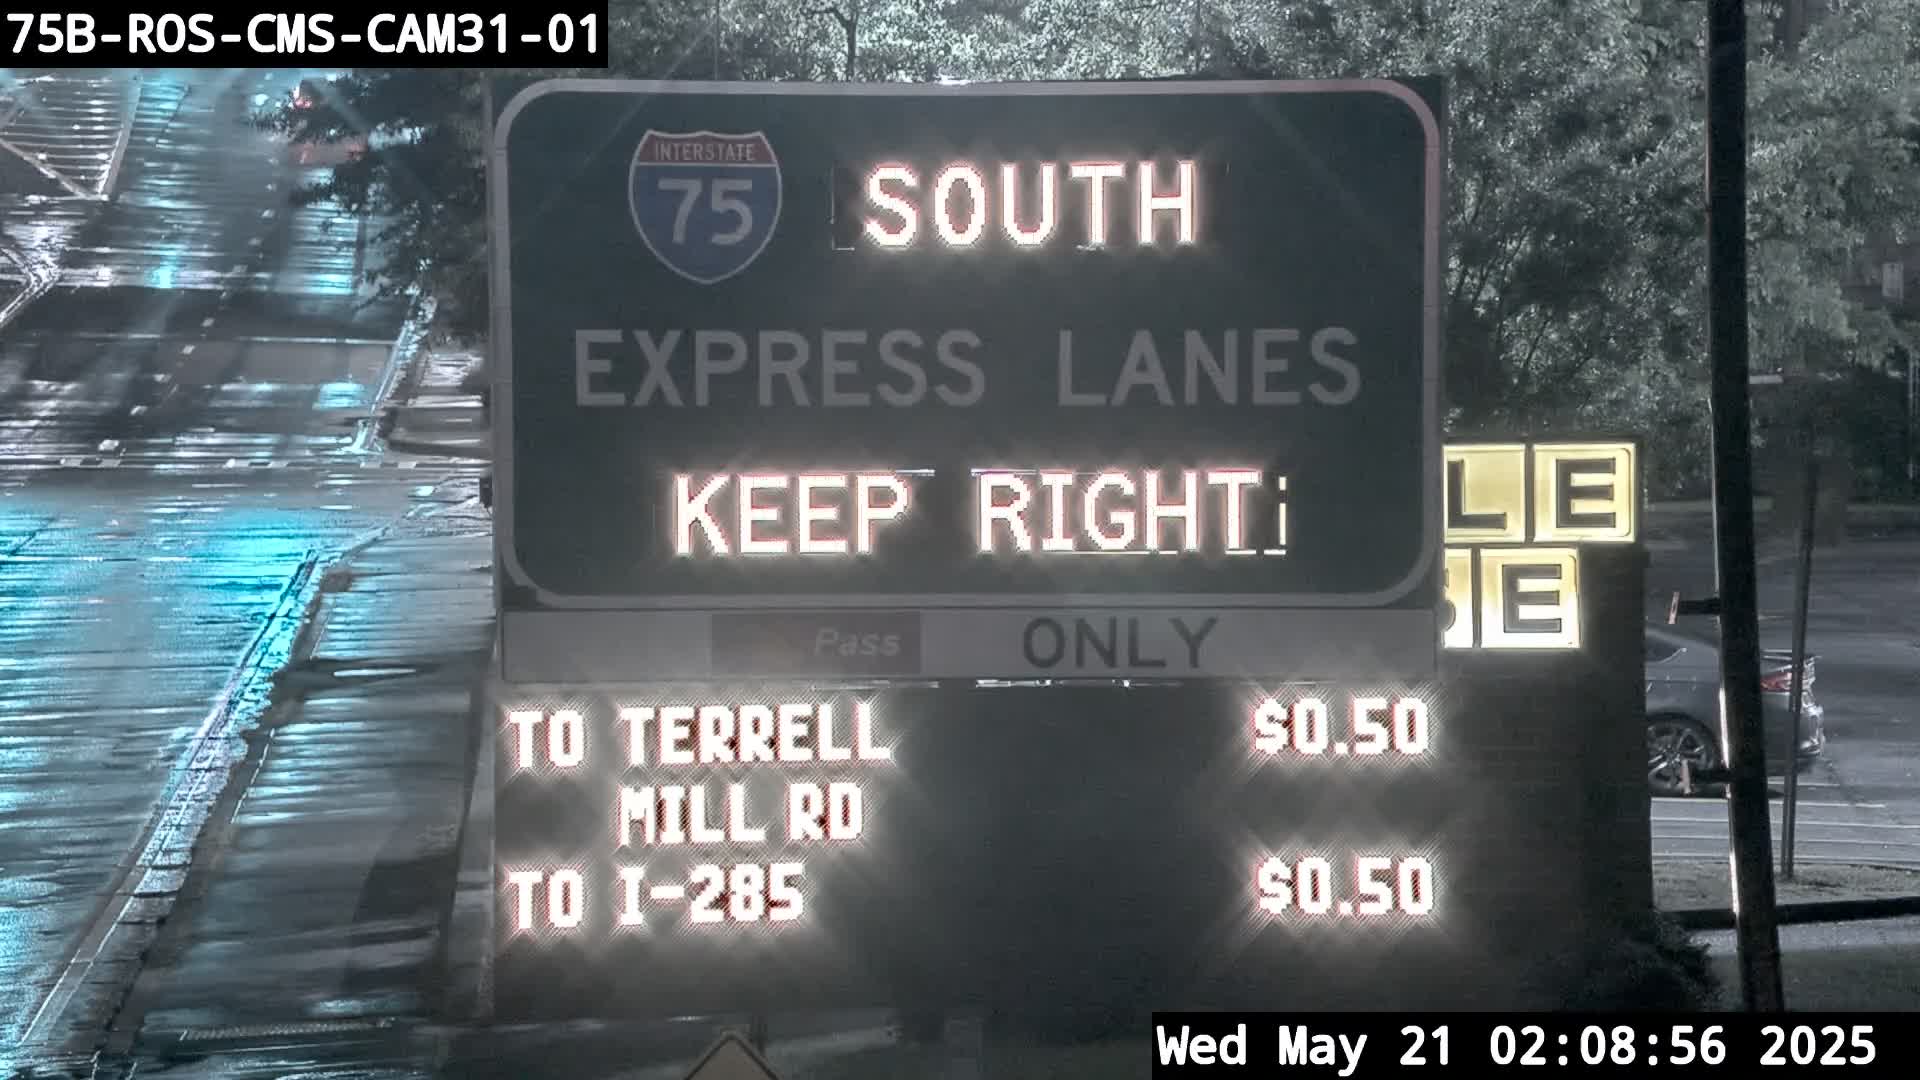 75B-ROS-CMS-CAM31-01
INTERSTATE
75
SOUTH
EXPRESS LANES
KEEP RIGHT
Pass ONLY
TO TERRELL $0.50
MILL RD
TO I-285 $0.50
LE
E
Wed May 21 02:08:56 2025